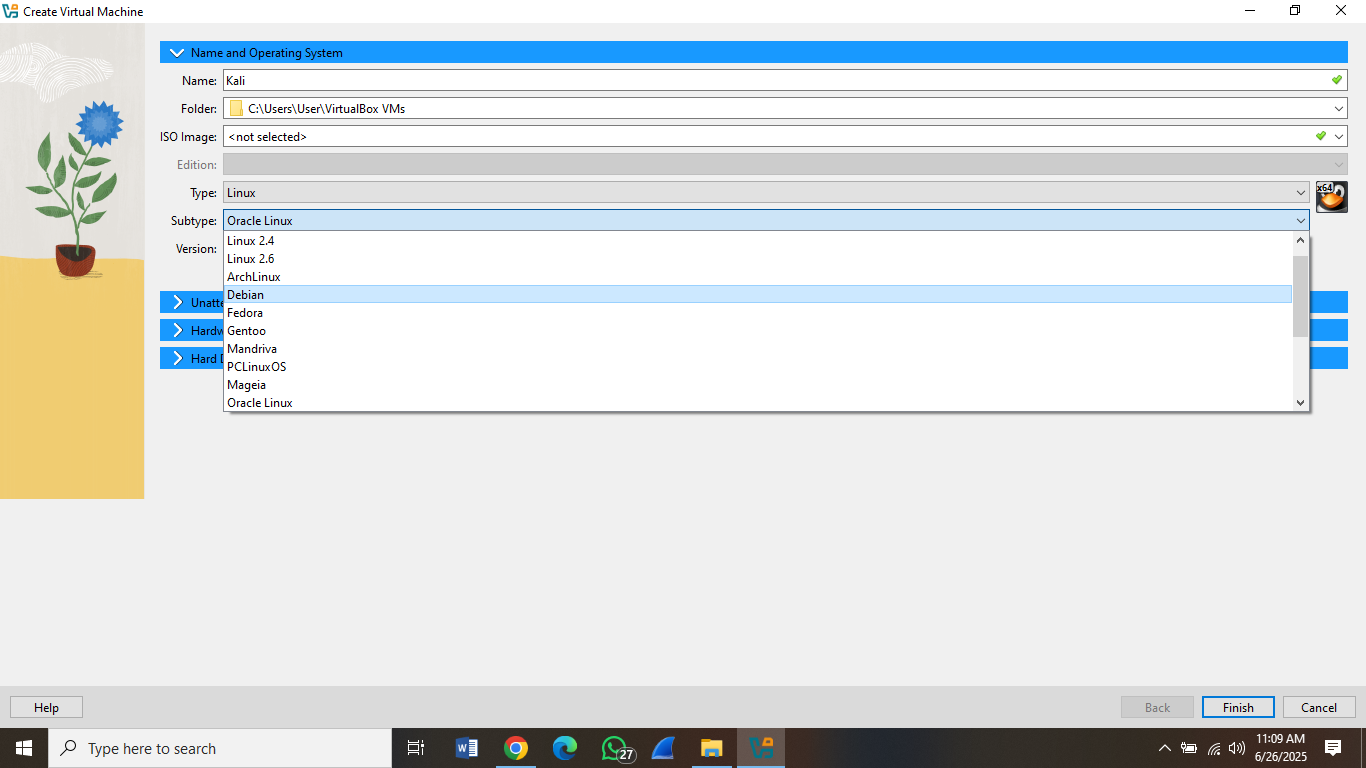 Create Virtual Machine
Name and Operating System
Name: Kali
Folder: C:\Users\User\VirtualBox VMs
ISO Image: <not selected>
Edition:
Type: Linux
x64
Subtype: Oracle Linux
Version:
Linux 2.4
Linux 2.6
ArchLinux
Debian
Fedora
Gentoo
Mandriva
PCLinuxOS
Mageia
Oracle Linux
Unatte
Hardw
Hard D
Help
Back
Finish
Cancel
Type here to search
27
11:09 AM
6/26/2025